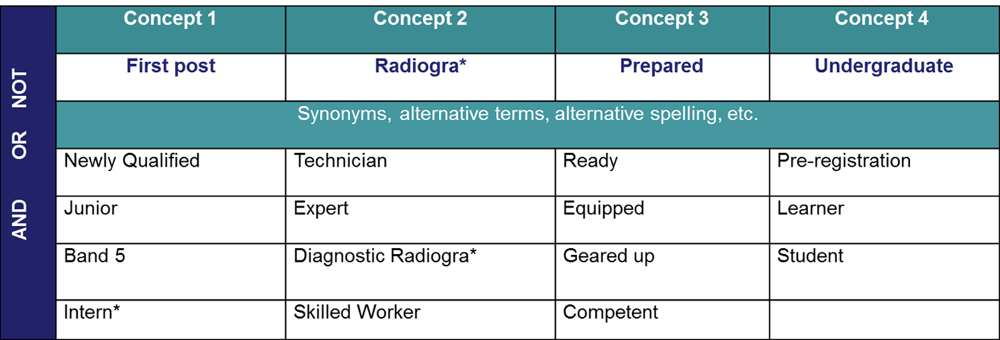 AND OR NOT
Concept 1 Concept 2 Concept 3 Concept 4
First post Radiogra* Prepared Undergraduate
Synonyms, alternative terms, alternative spelling, etc.
Newly Qualified Technician Ready Pre-registration
Junior Expert Equipped Learner
Band 5 Diagnostic Radiogra* Geared up Student
Intern* Skilled Worker Competent